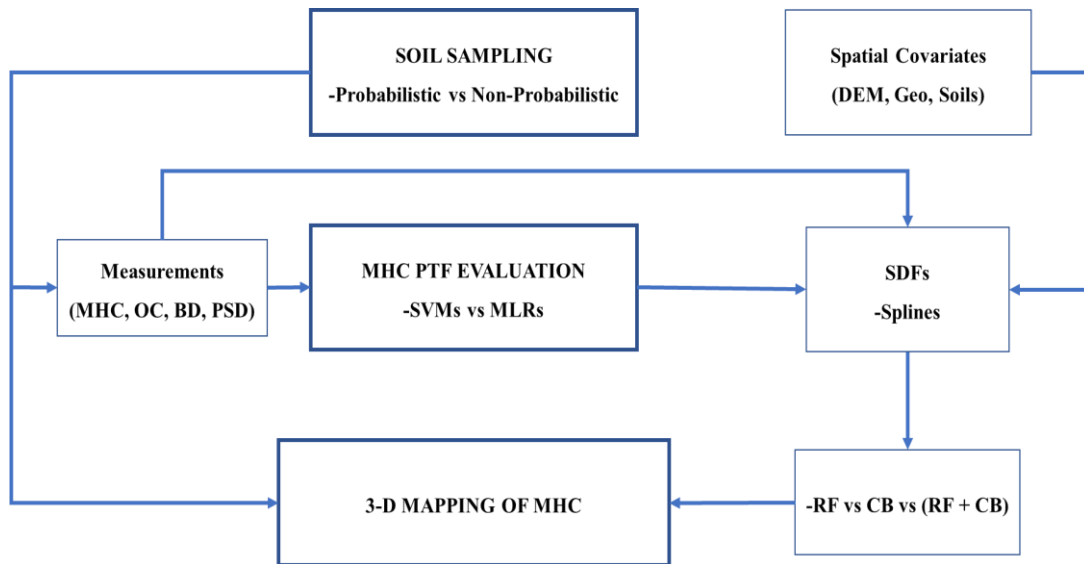 SOIL SAMPLING
-Probabilistic vs Non-Probabilistic
Spatial Covariates
(DEM, Geo, Soils)
Measurements
(MHC, OC, BD, PSD)
MHC PTF EVALUATION
-SVMs vs MLRs
SDFs
-Splines
3-D MAPPING OF MHC
-RF vs CB vs (RF + CB)